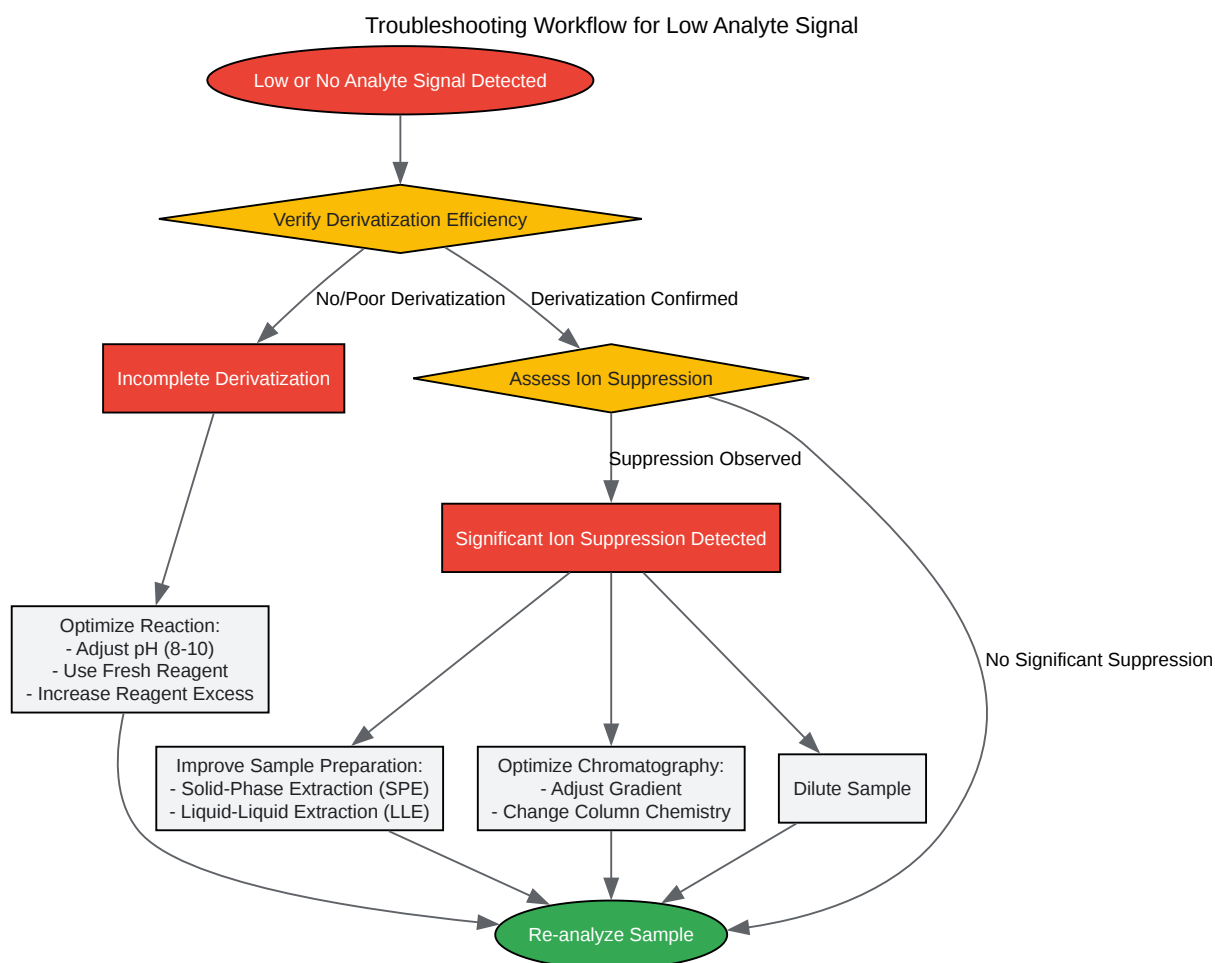 Troubleshooting Workflow for Low Analyte Signal
Low or No Analyte Signal Detected
Verify Derivatization Efficiency
No/Poor Derivatization
Derivatization Confirmed
Incomplete Derivatization
Assess Ion Suppression
Suppression Observed
Significant Ion Suppression Detected
Optimize Reaction:
- Adjust pH (8-10)
- Use Fresh Reagent
- Increase Reagent Excess
No Significant Suppression
Improve Sample Preparation:
- Solid-Phase Extraction (SPE)
- Liquid-Liquid Extraction (LLE)
Optimize Chromatography:
- Adjust Gradient
- Change Column Chemistry
Dilute Sample
Re-analyze Sample